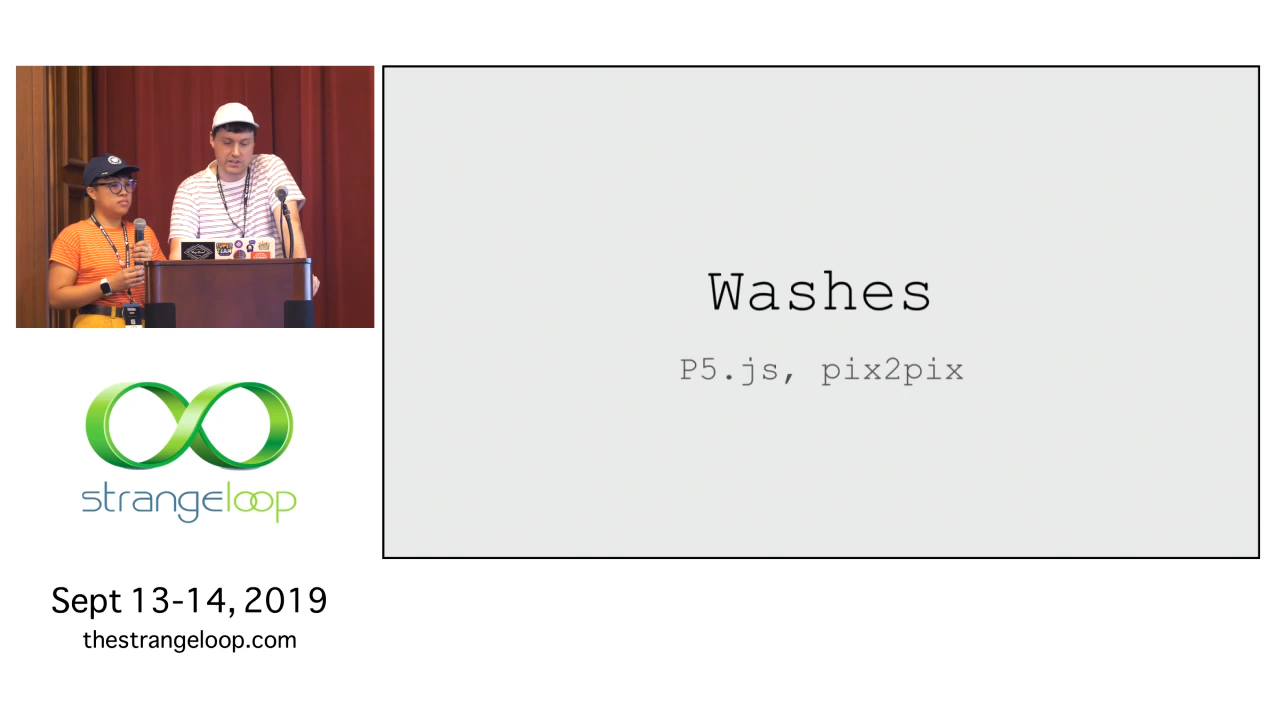 Washes
P5.js, pix2pix
strangeloop
Sept 13-14, 2019
thestrangeloop.com